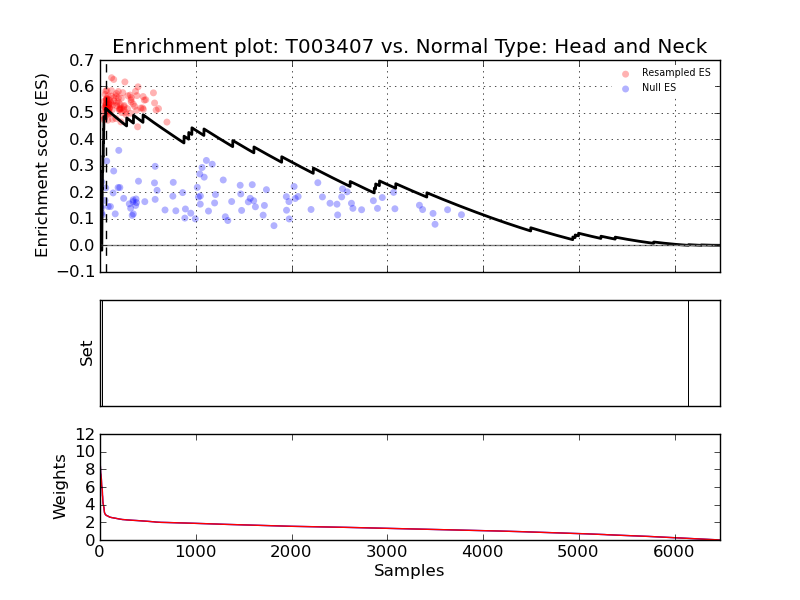 Enrichment plot: T003407 vs. Normal Type: Head and Neck
Enrichment score (ES)
0.7
0.6
0.5
0.4
0.3
0.2
0.1
0.0
−0.1
Resampled ES
Null ES
Set
Weights
12
10
8
6
4
2
0
0 1000 2000 3000 4000 5000 6000
Samples